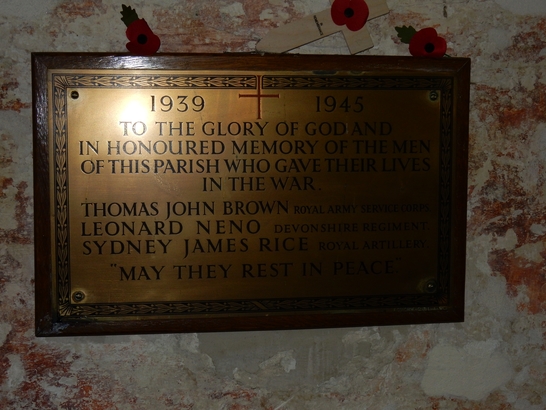 1939 1945
TO THE GLORY OF GOD AND
IN HONOURED MEMORY OF THE MEN
OF THIS PARISH WHO GAVE THEIR LIVES
IN THE WAR.
THOMAS JOHN BROWN ROYAL ARMY SERVICE CORPS.
LEONARD NENO DEVONSHIRE REGIMENT.
SYDNEY JAMES RICE ROYAL ARTILLERY.
"MAY THEY REST IN PEACE"